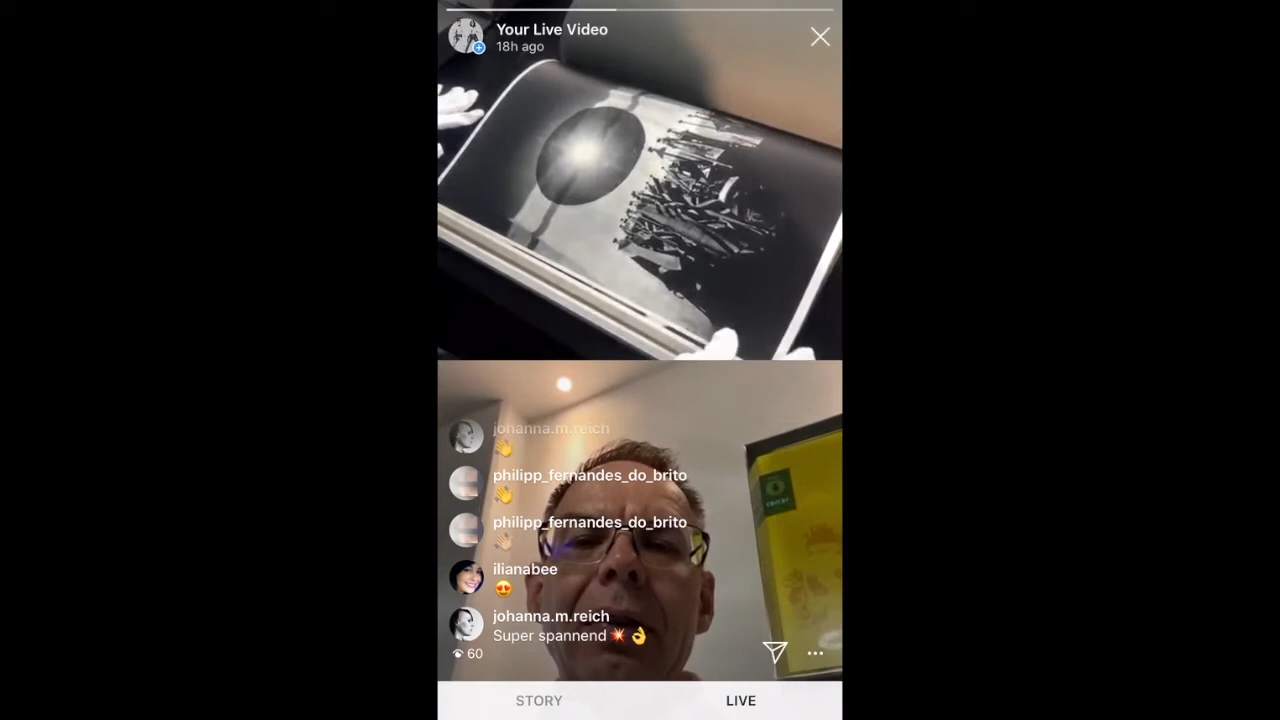 Your Live Video
18h ago
johanna.m.reich
👋
philipp_fernandes_do_brito
👋
philipp_fernandes_do_brito
👋🏼
ilianabee
😍
johanna.m.reich
Super spannend 💥 👌
60
STORY
LIVE